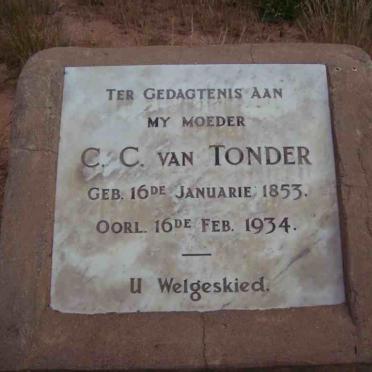 TER GEDAGTENIS AAN
MY MOEDER
C. C. VAN TONDER
GEB. 16DE JANUARIE 1853.
OORL. 16DE FEB. 1934.
—
U Welgeskied.